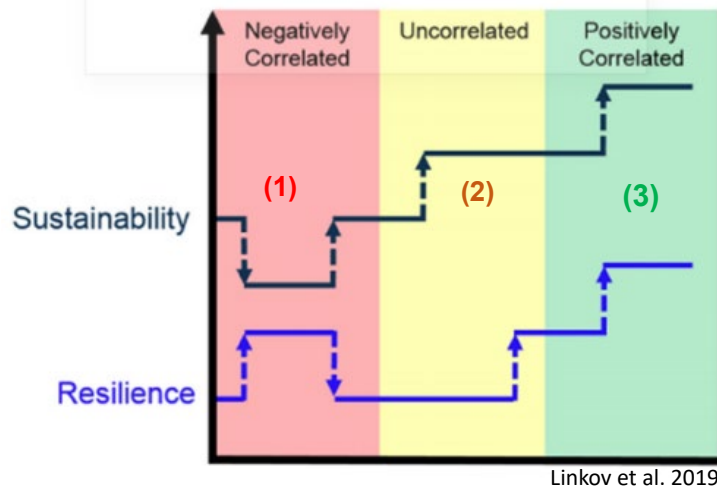 Negatively
Correlated
Uncorrelated
Positively
Correlated
(1)
(2)
(3)
Sustainability
Resilience
Linkov et al. 2019